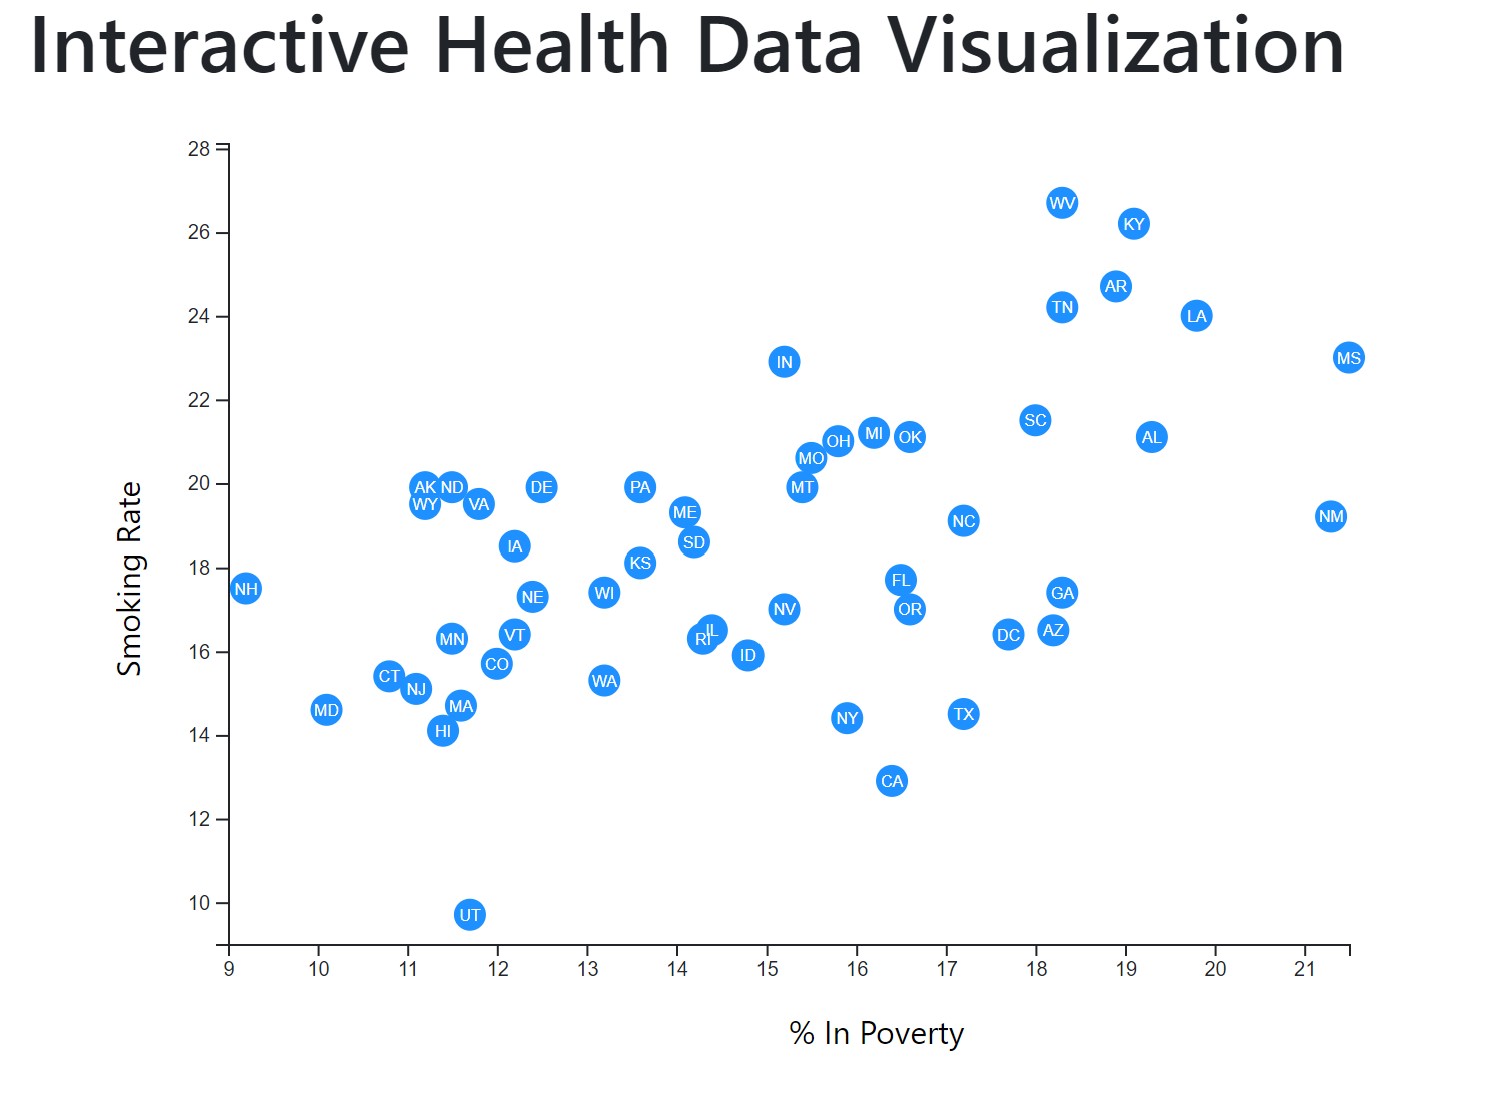 Interactive Health Data Visualization
28
26
24
22
20
18
16
14
12
10
Smoking Rate
WV
KY
AR
TN
LA
IN
MS
SC
MI
OK
AL
OH
MO
AK
ND
DE
PA
MT
WY
VA
ME
NM
NC
SD
IA
KS
FL
NH
WI
GA
NE
NV
OR
IL
AZ
MN
VT
RI
DC
CO
ID
CT
WA
NJ
MA
MD
TX
NY
HI
CA
UT
9 10 11 12 13 14 15 16 17 18 19 20 21
% In Poverty